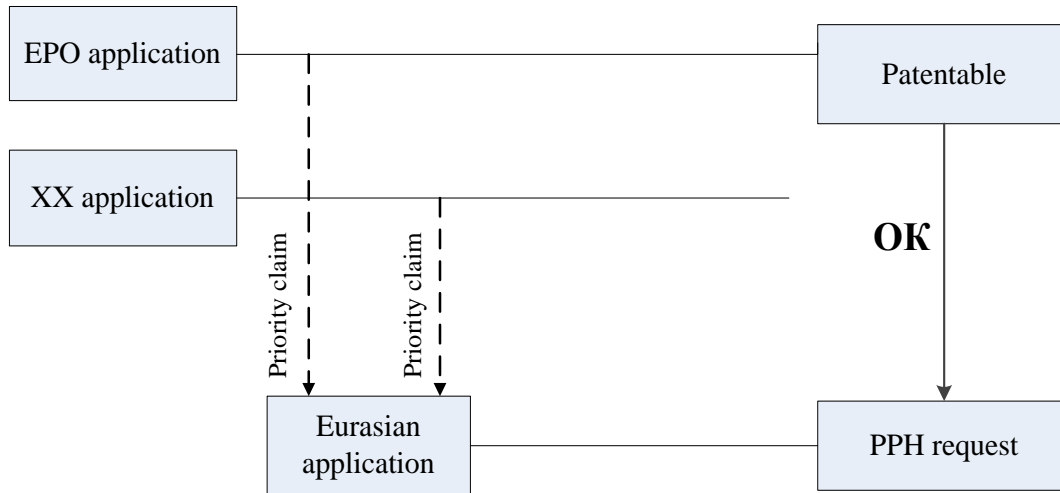 EPO application
Patentable
XX application
OK
Priority claim
Priority claim
Eurasian
application
PPH request